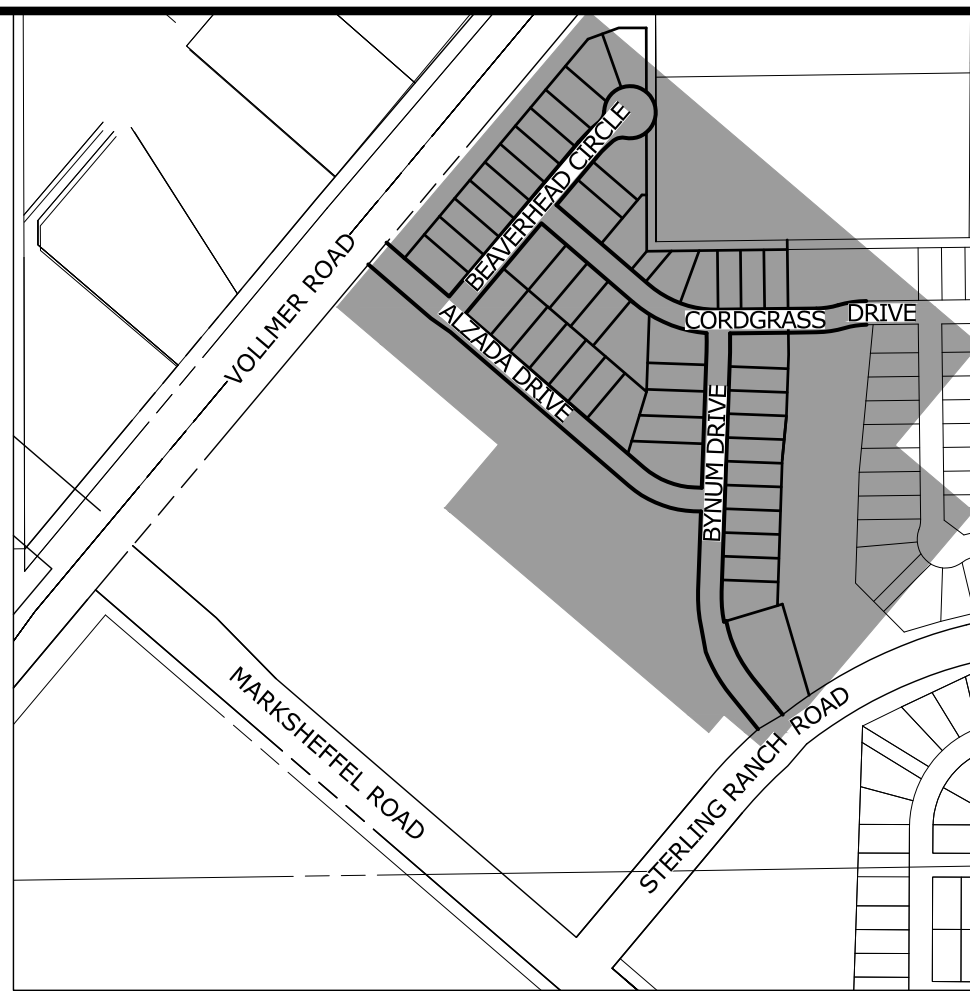 BEAVERHEAD CIRCLE
VOLLMER ROAD
ALZADA DRIVE
CORDGRASS DRIVE
BYNUM DRIVE
MARKSHEFFEL ROAD
STERLING RANCH ROAD